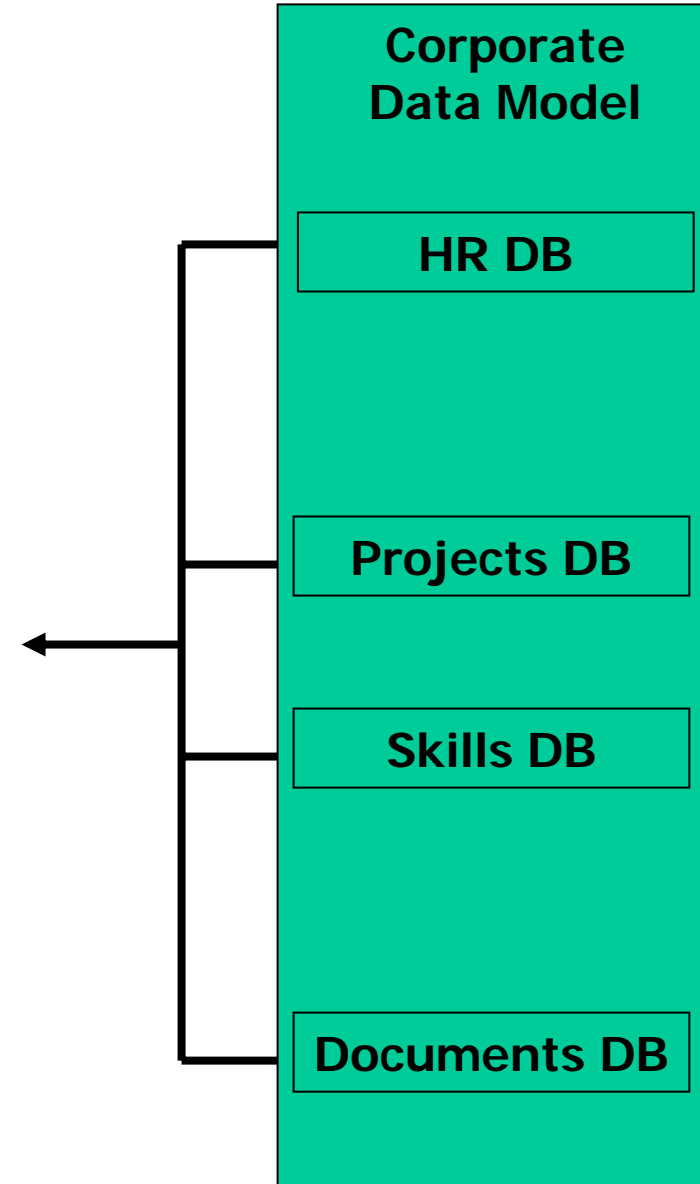 Corporate
Data Model
HR DB
Projects DB
Skills DB
Documents DB